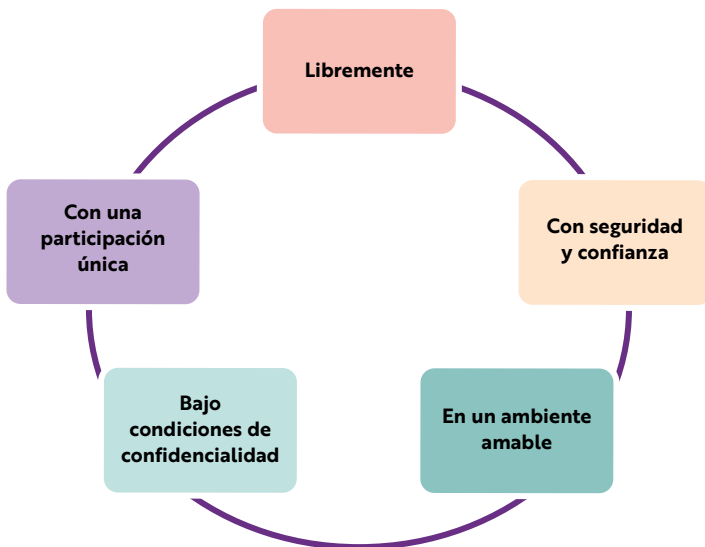 Libremente
Con seguridad
y confianza
En un ambiente
amable
Bajo
condiciones de
confidencialidad
Con una
participación
única